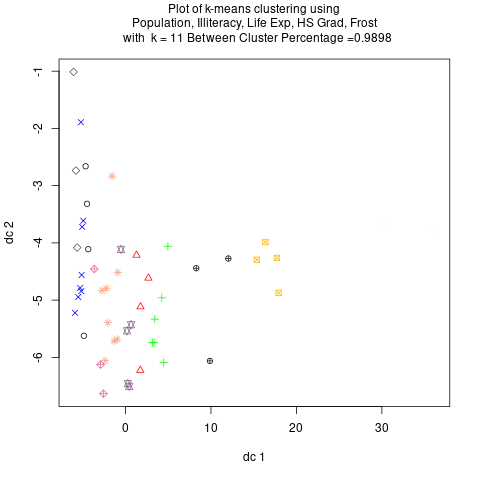 Plot of k-means clustering using
Population, Illiteracy, Life Exp, HS Grad, Frost
with k = 11 Between Cluster Percentage =0.9898
-1
-2
-3
-4
-5
-6
dc 2
0 10 20 30
dc 1